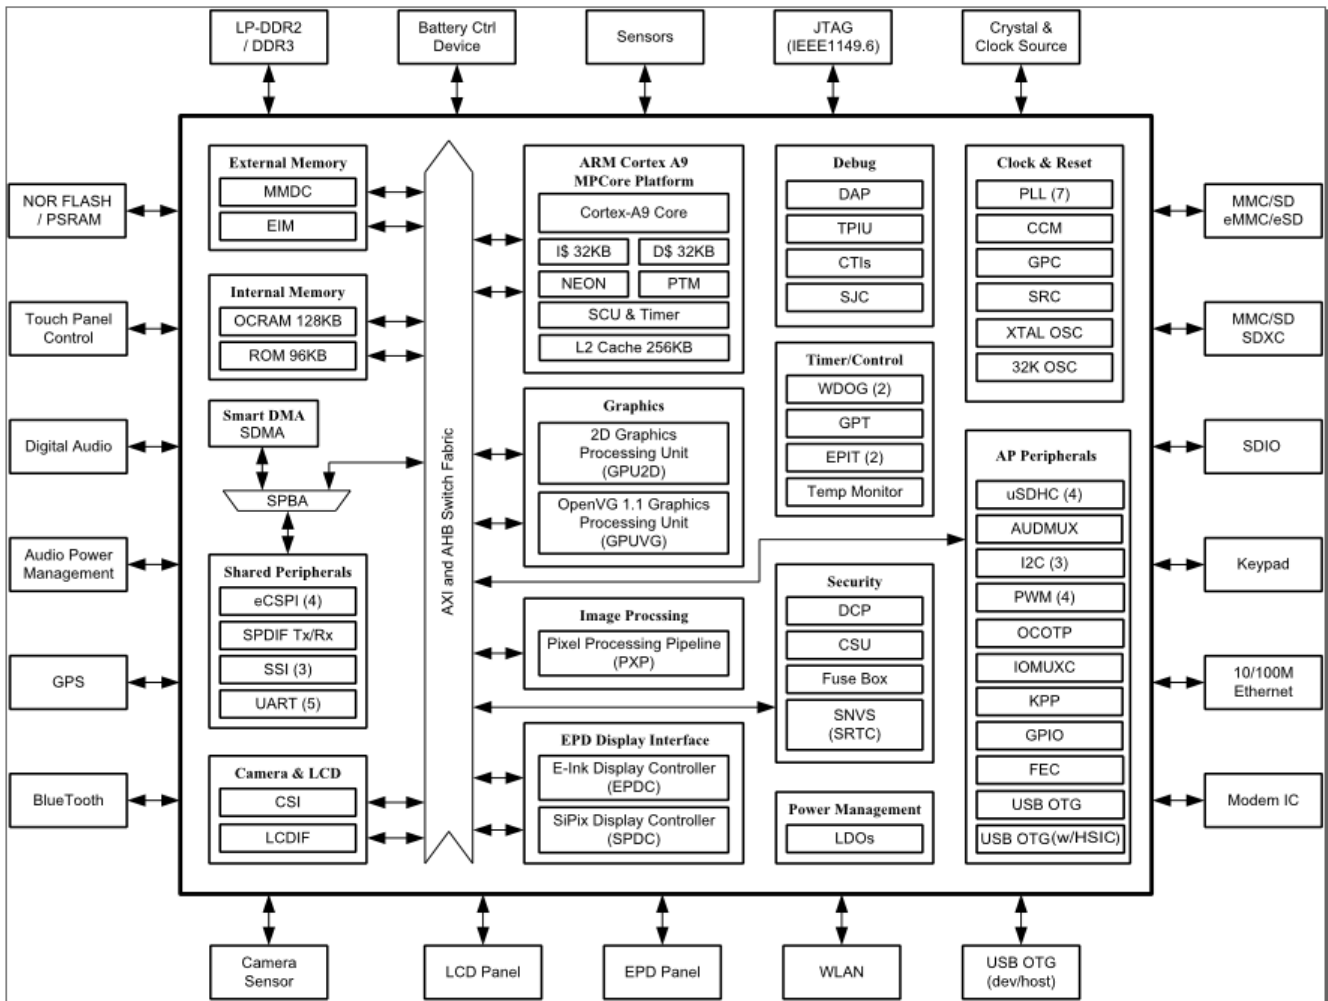 LP-DDR2
/ DDR3
Battery Ctrl
Device
Sensors
JTAG
(IEEE1149.6)
Crystal &
Clock Source
NOR FLASH
/ PSRAM
Touch Panel
Control
Digital Audio
Audio Power
Management
GPS
BlueTooth
External Memory
MMDC
EIM
Internal Memory
OCRAM 128KB
ROM 96KB
Smart DMA
SDMA
SPBA
Shared Peripherals
eCSPI (4)
SPDIF Tx/Rx
SSI (3)
UART (5)
Camera & LCD
CSI
LCDIF
AXI and AHB Switch Fabric
ARM Cortex A9
MPCore Platform
Cortex-A9 Core
I$ 32KB
D$ 32KB
NEON
PTM
SCU & Timer
L2 Cache 256KB
Graphics
2D Graphics
Processing Unit
(GPU2D)
OpenVG 1.1 Graphics
Processing Unit
(GPUVG)
Image Procssing
Pixel Processing Pipeline
(PXP)
EPD Display Interface
E-Ink Display Controller
(EPDC)
SiPix Display Controller
(SPDC)
Debug
DAP
TPIU
CTIs
SJC
Timer/Control
WDOG (2)
GPT
EPIT (2)
Temp Monitor
Security
DCP
CSU
Fuse Box
SNVS
(SRTC)
Power Management
LDOs
Clock & Reset
PLL (7)
CCM
GPC
SRC
XTAL OSC
32K OSC
AP Peripherals
uSDHC (4)
AUDMUX
I2C (3)
PWM (4)
OCOTP
IOMUXC
KPP
GPIO
FEC
USB OTG
USB OTG(w/HSIC)
MMC/SD
eMMC/eSD
MMC/SD
SDXC
SDIO
Keypad
10/100M
Ethernet
Modem IC
Camera
Sensor
LCD Panel
EPD Panel
WLAN
USB OTG
(dev/host)